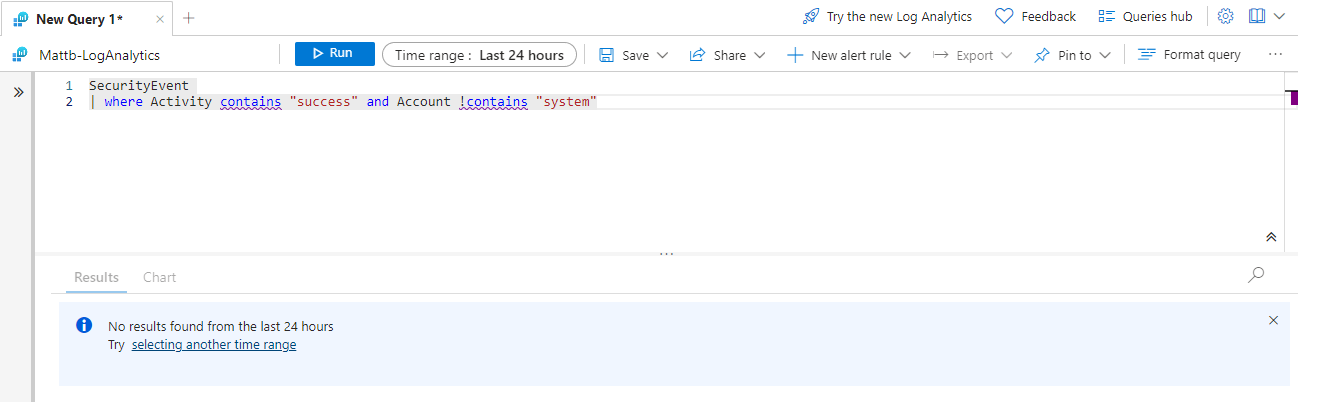 New Query 1*
Try the new Log Analytics Feedback Queries hub
Mattb-LogAnalytics Run Time range : Last 24 hours Save Share New alert rule Export Pin to Format query
1 SecurityEvent
2 | where Activity contains "success" and Account !contains "system"
Results Chart
No results found from the last 24 hours
Try selecting another time range